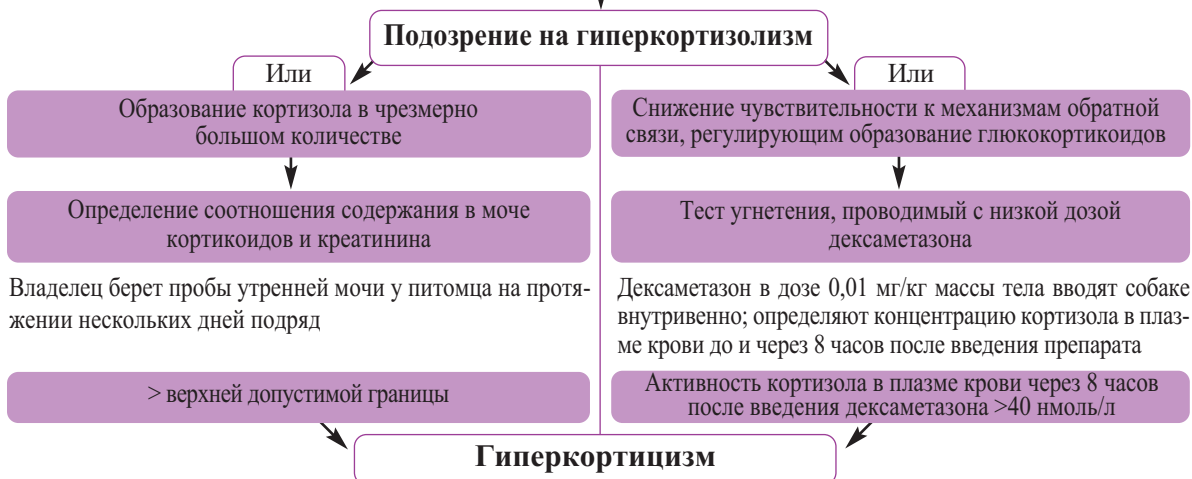 Подозрение на гиперкортизолизм
Или
Образование кортизола в чрезмерно
большом количестве
Определение соотношения содержания в моче
кортикоидов и креатинина
Владелец берет пробы утренней мочи у питомца на протя-
жении нескольких дней подряд
> верхней допустимой границы
Или
Снижение чувствительности к механизмам обратной
связи, регулирующим образование глюкокортикоидов
Тест угнетения, проводимый с низкой дозой
дексаметазона
Дексаметазон в дозе 0,01 мг/кг массы тела вводят собаке
внутривенно; определяют концентрацию кортизола в плаз-
ме крови до и через 8 часов после введения препарата
Активность кортизола в плазме крови через 8 часов
после введения дексаметазона >40 нмоль/л
Гиперкортицизм